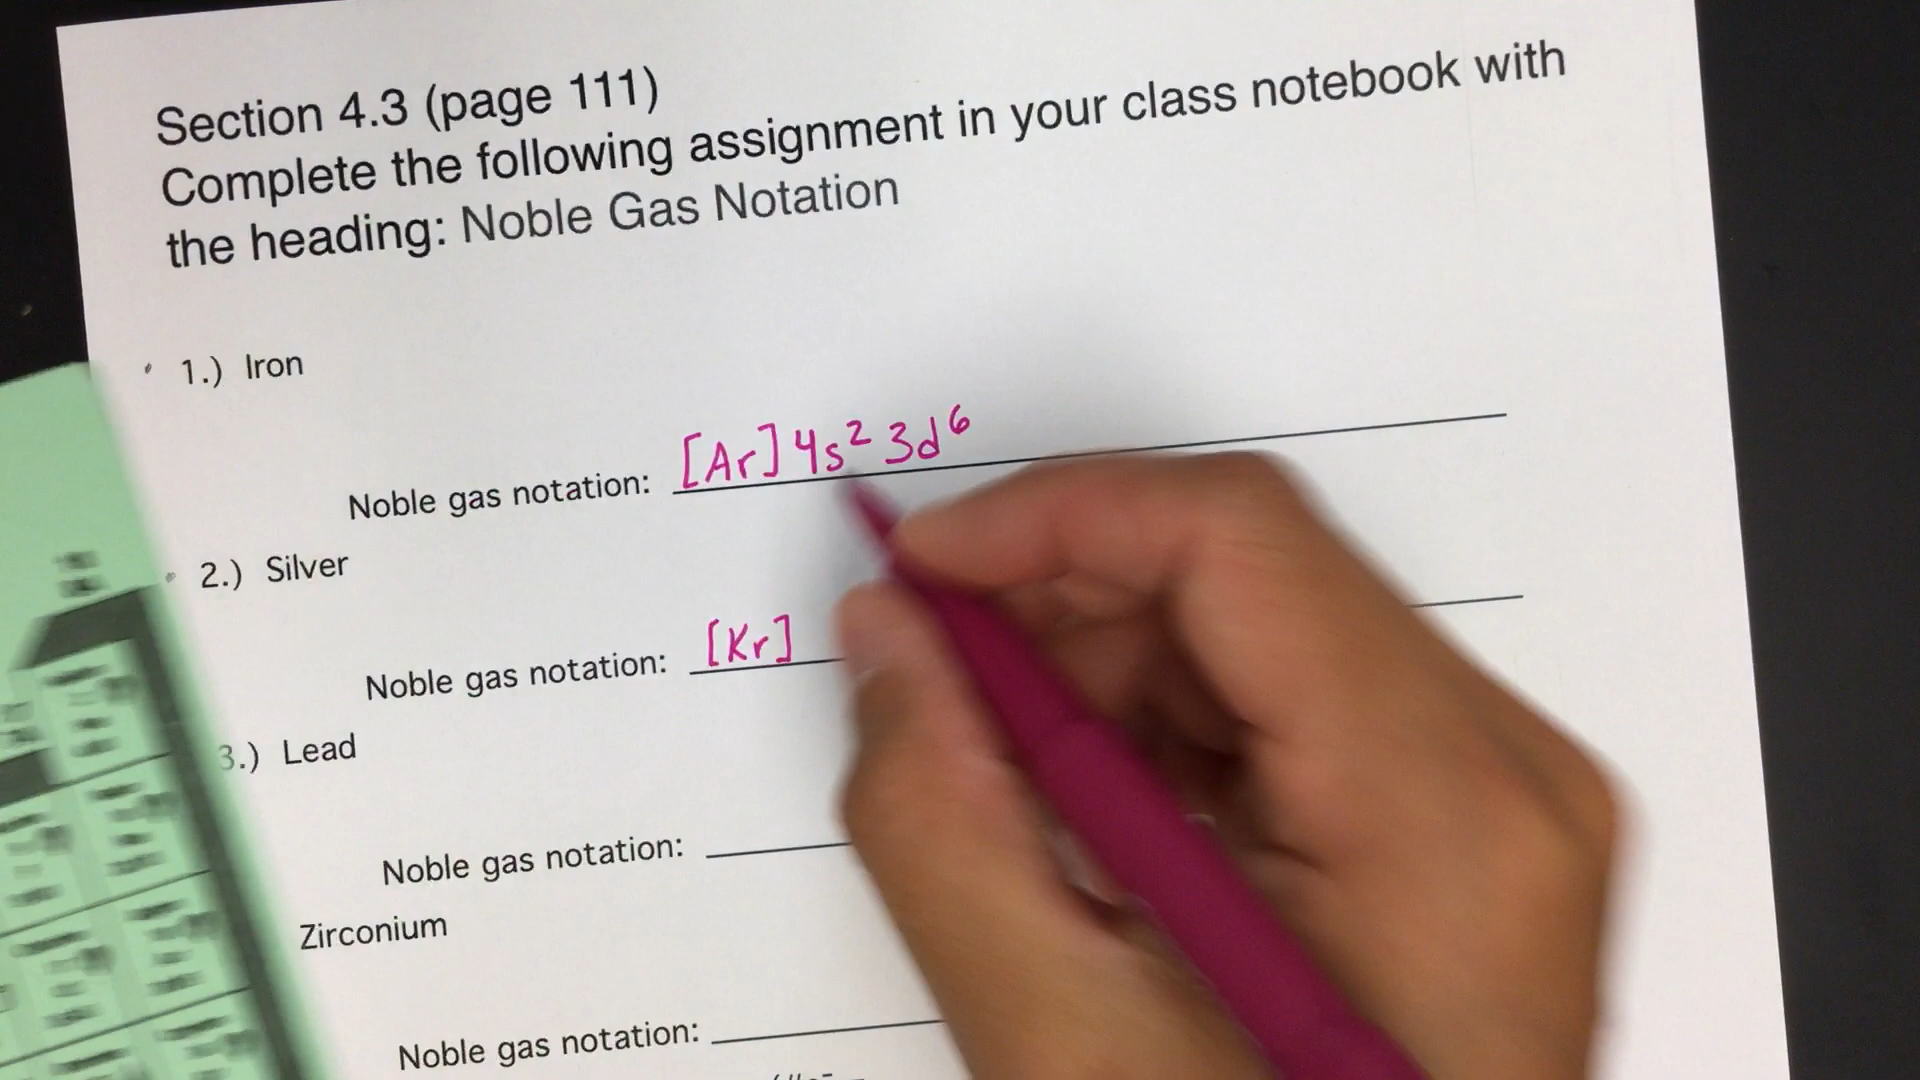 Section 4.3 (page 111)
Complete the following assignment in your class notebook with
the heading: Noble Gas Notation
1.) Iron
Noble gas notation: [Ar] 4s² 3d⁶
2.) Silver
Noble gas notation: [Kr]
3.) Lead
Noble gas notation:
Zirconium
Noble gas notation: